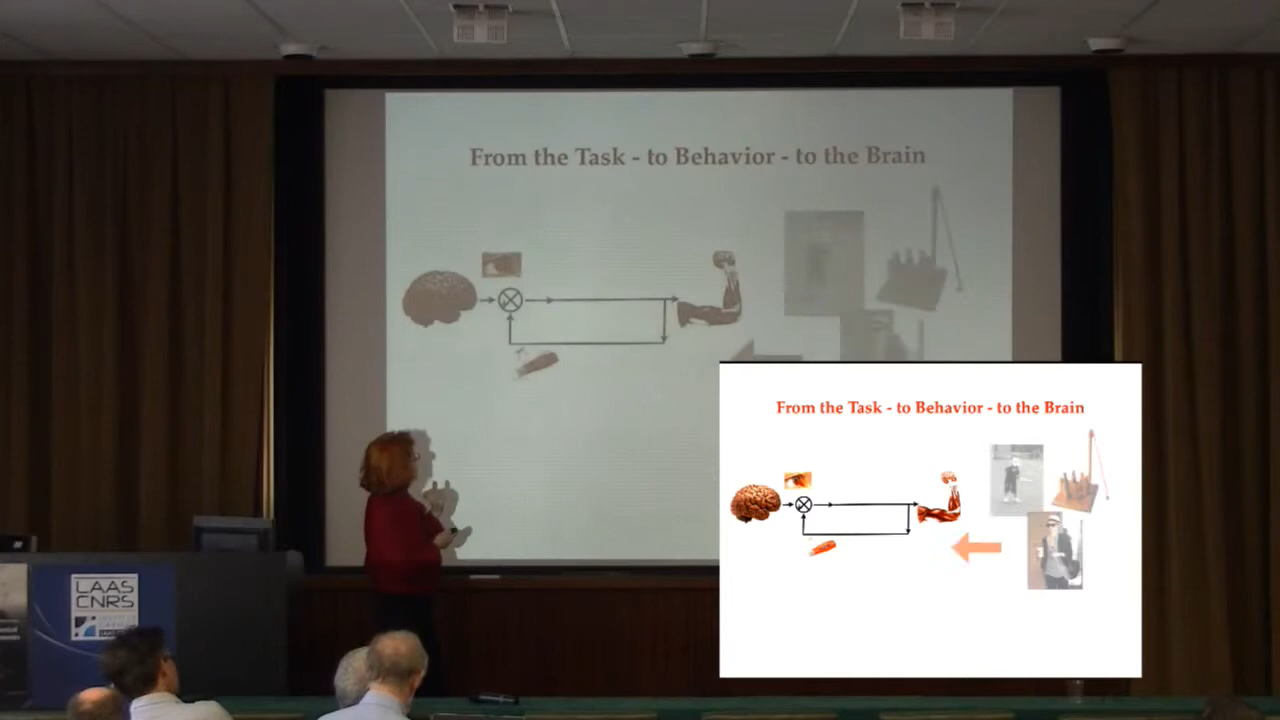 From the Task - to Behavior - to the Brain
From the Task - to Behavior - to the Brain
LAAS
CNRS